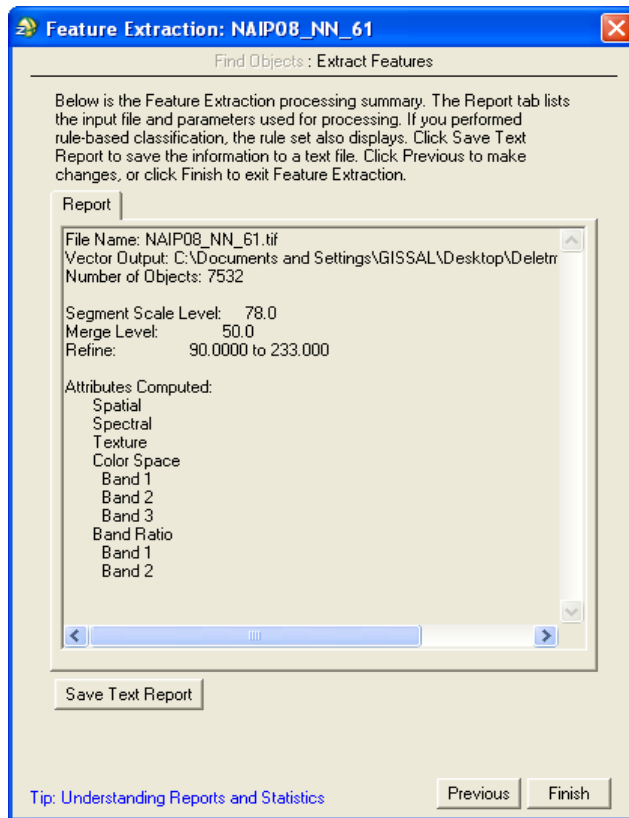 Feature Extraction: NAIP08_NN_61
Find Objects : Extract Features
Below is the Feature Extraction processing summary. The Report tab lists
the input file and parameters used for processing. If you performed
rule-based classification, the rule set also displays. Click Save Text
Report to save the information to a text file. Click Previous to make
changes, or click Finish to exit Feature Extraction.
Report
File Name: NAIP08_NN_61.tif
Vector Output: C:\Documents and Settings\GISSAL\Desktop\Deletm
Number of Objects: 7532
Segment Scale Level: 78.0
Merge Level: 50.0
Refine: 90.0000 to 233.000
Attributes Computed:
Spatial
Spectral
Texture
Color Space
Band 1
Band 2
Band 3
Band Ratio
Band 1
Band 2
Save Text Report
Tip: Understanding Reports and Statistics
Previous
Finish